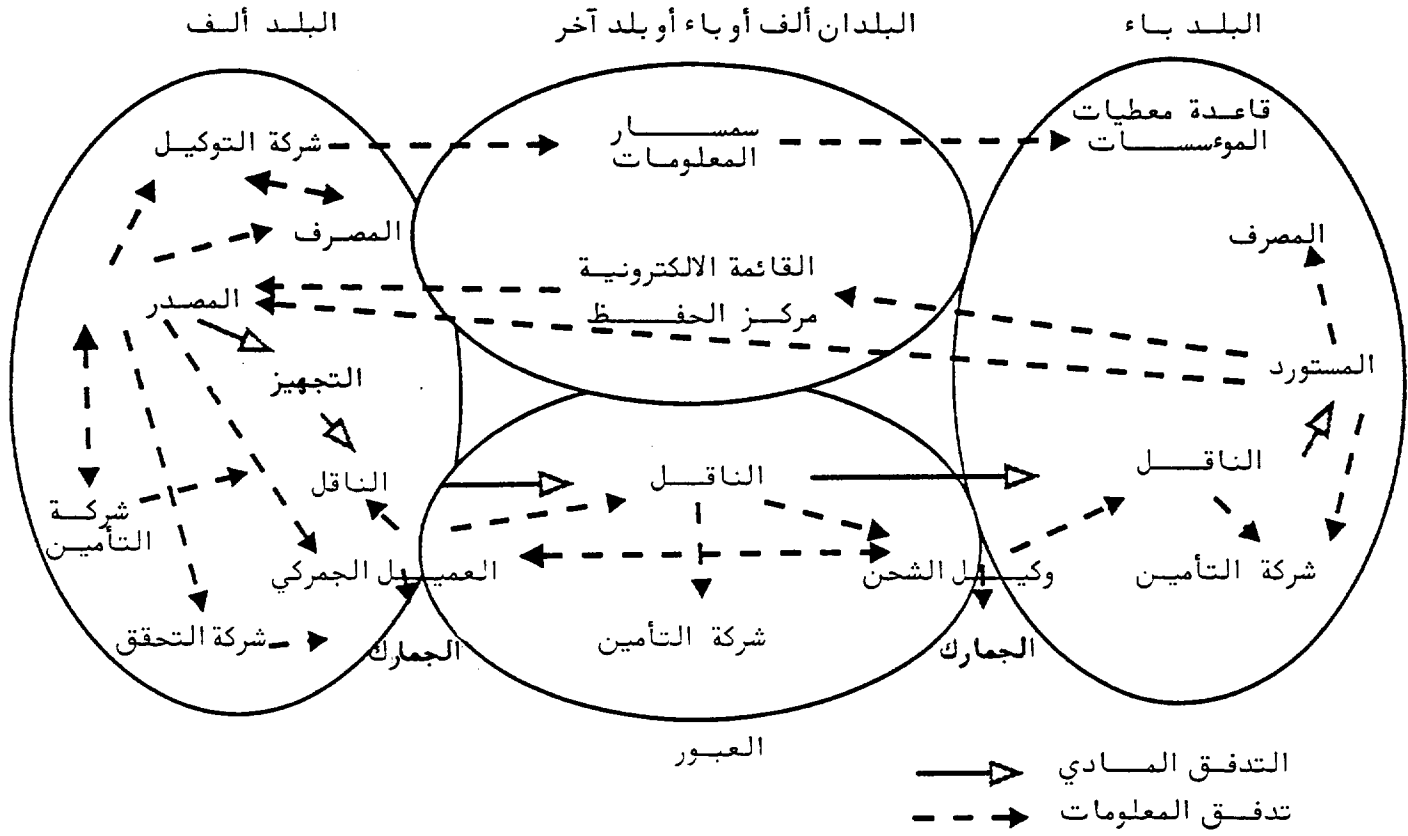 البلد باء
البلدان ألف أو باء أو بلد آخر
البلد ألف
قاعدة معطيات
الموءسسات
سمسار
المعلومات
شركة التوكيل
المصرف
المصرف
القائمة الالكترونية
مركز الحفظ
المصدر
المستورد
التجهيز
الناقل
الناقل
الناقل
شركة
التأمين
شركة التأمين
وكيل الشحن
العميل الجمركي
الجمارك
شركة التأمين
الجمارك
شركة التحقق
العبور
التدفق المادي
تدفق المعلومات